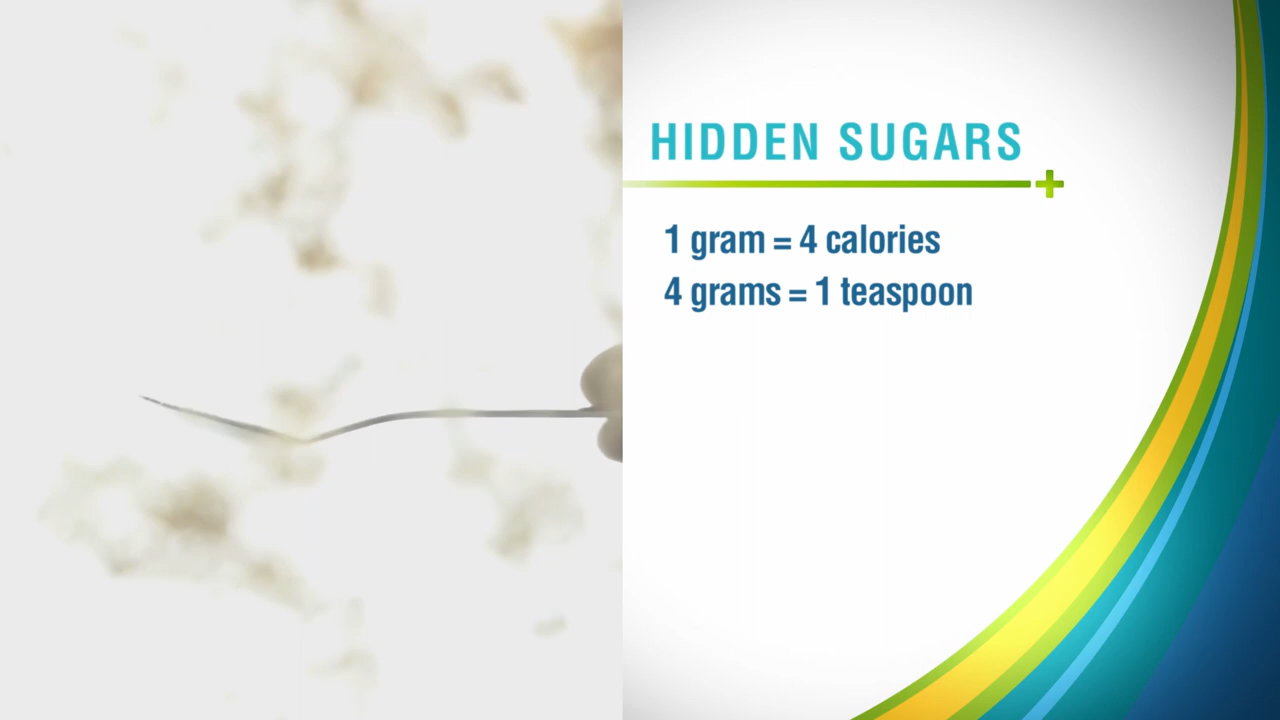 HIDDEN SUGARS
1 gram = 4 calories
4 grams = 1 teaspoon